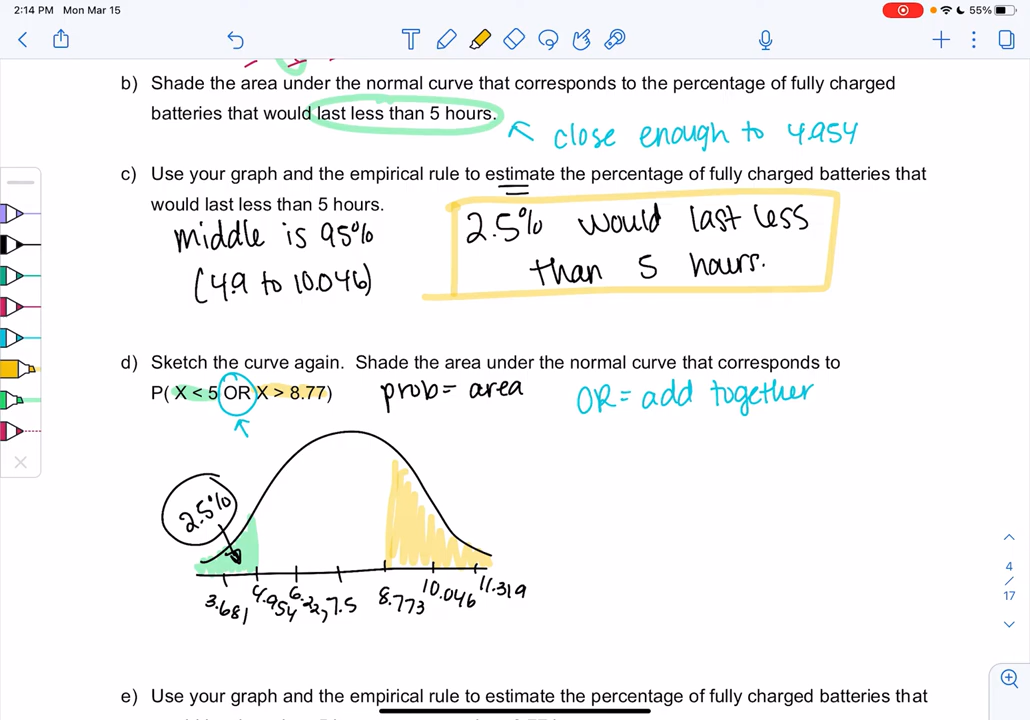 2:14 PM Mon Mar 15
55%
b) Shade the area under the normal curve that corresponds to the percentage of fully charged
batteries that would last less than 5 hours.
close enough to 4.954
c) Use your graph and the empirical rule to estimate the percentage of fully charged batteries that
would last less than 5 hours.
middle is 95%
(4.9 to 10.046)
2.5% would last less
than 5 hours.
d) Sketch the curve again. Shade the area under the normal curve that corresponds to
P( X < 5 OR X > 8.77)
prob = area
OR = add together
2.5%
3.681 4.954 6.227 7.5 8.773 10.046 11.319
4
/
17
e) Use your graph and the empirical rule to estimate the percentage of fully charged batteries that